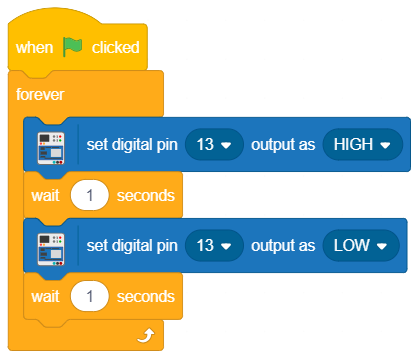 when clicked
forever
set digital pin 13 output as HIGH
wait 1 seconds
set digital pin 13 output as LOW
wait 1 seconds